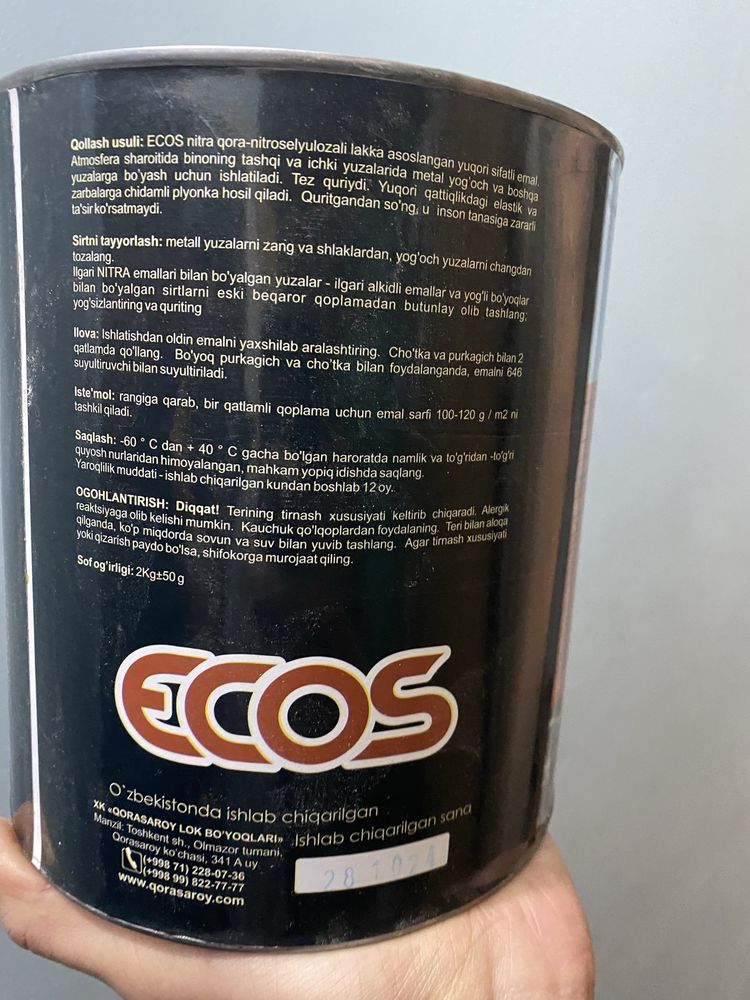 Qollash usuli: ECOS nitra qora-nitroselyulozali lakka asoslangan yuqori sifatli emal.
Atmosfera sharoitida binoning tashqi va ichki yuzalarida metal yog'och va boshqa
yuzalarga bo'yash uchun ishlatiladi. Tez quriydi. Yuqori qattiqlikdagi elastik va
zarbalarga chidamli plyonka hosil qiladi. Quritgandan so'ng, u inson tanasiga zararli
ta'sir ko'rsatmaydi.
Sirtni tayyorlash: metall yuzalarni zang va shlaklardan, yog'och yuzalarni changdan
tozalang.
Ilgari NITRA emallari bilan bo'yalgan yuzalar - ilgari alkidli emallar va yog'li bo'yoqlar
bilan bo'yalgan sirtlarni eski beqaror qoplamadan butunlay olib tashlang;
yog'sizlantiring va quriting
Ilova: Ishlatishdan oldin emalni yaxshilab aralashtiring. Cho'tka va purkagich bilan 2
qatlamda qo'llang. Bo'yoq purkagich va cho'tka bilan foydalanganda, emalni 646
suyultiruvchi bilan suyultiriladi.
Iste'mol: rangiga qarab, bir qatlamli qoplama uchun emal sarfi 100-120 g / m2 ni
tashkil qiladi.
Saqlash: -60 ° C dan + 40 ° C gacha bo'lgan haroratda namlik va to'g'ridan -to'g'ri
quyosh nurlaridan himoyalangan, mahkam yopiq idishda saqlang.
Yaroqlilik muddati - ishlab chiqarilgan kundan boshlab 12 oy.
OGOHLANTIRISH: Diqqat! Terining tirnash xususiyati keltirib chiqaradi. Alergik
reaktsiyaga olib kelishi mumkin. Kauchuk qo'lqoplardan foydalaning. Teri bilan aloqa
qilganda, ko'p miqdorda sovun va suv bilan yuvib tashlang. Agar tirnash xususiyati
yoki qizarish paydo bo'lsa, shifokorga murojaat qiling.
Sof og'irligi: 2Kg±50 g
ECOS
O'zbekistonda ishlab chiqarilgan
XK «QORASAROY LOK BO'YOQLARI»
Manzil: Toshkent sh., Olmazor tumani,
Qorasaroy ko'chasi, 341 A uy
(+998 71) 228-07-36
(+998 99) 822-77-77
www.qorasaroy.com
Ishlab chiqarilgan sana
28 1024